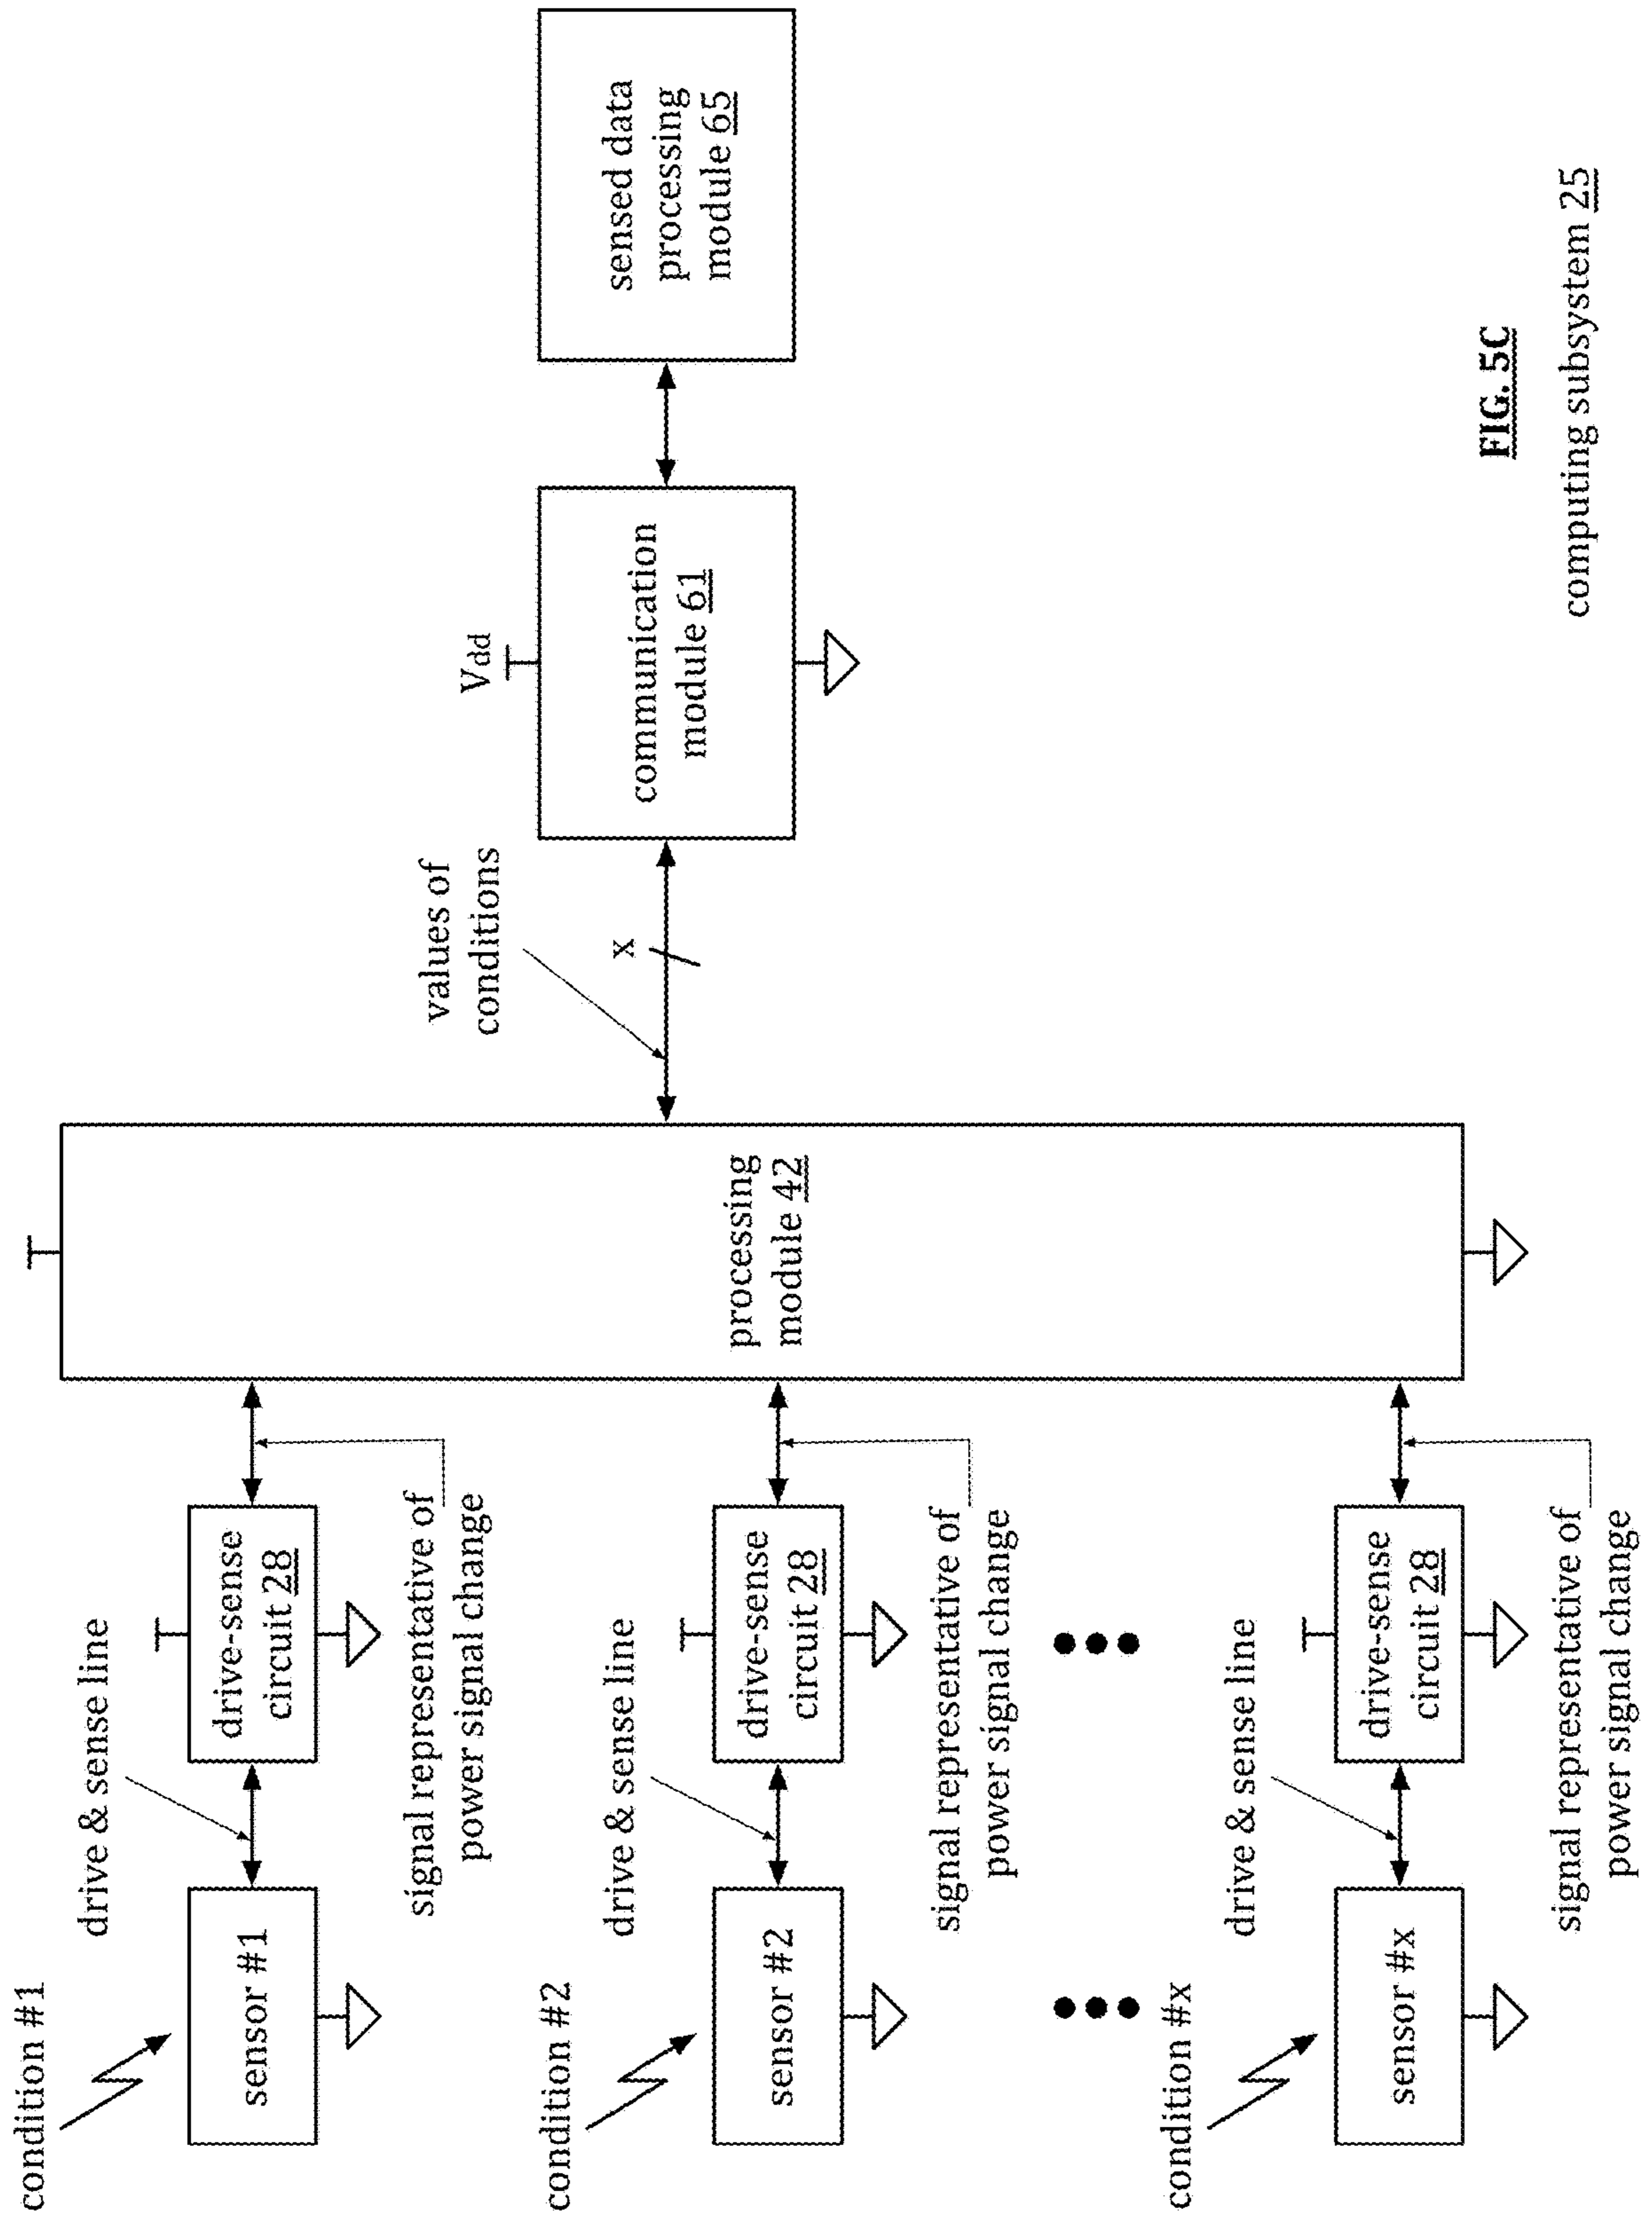 condition #1
sensor #1
drive & sense line
drive-sense
circuit 28
signal representative of
power signal change
condition #2
sensor #2
drive & sense line
drive-sense
circuit 28
signal representative of
power signal change
condition #x
sensor #x
drive & sense line
drive-sense
circuit 28
signal representative of
power signal change
processing
module 42
values of
conditions
x
Vdd
communication
module 61
sensed data
processing
module 65
FIG. 5C
computing subsystem 25